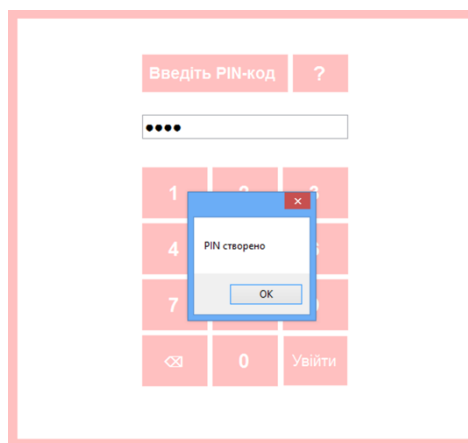 Введіть PIN-код ?
●●●●
1
4
PIN створено
7
OK
⌫ 0 Увійти